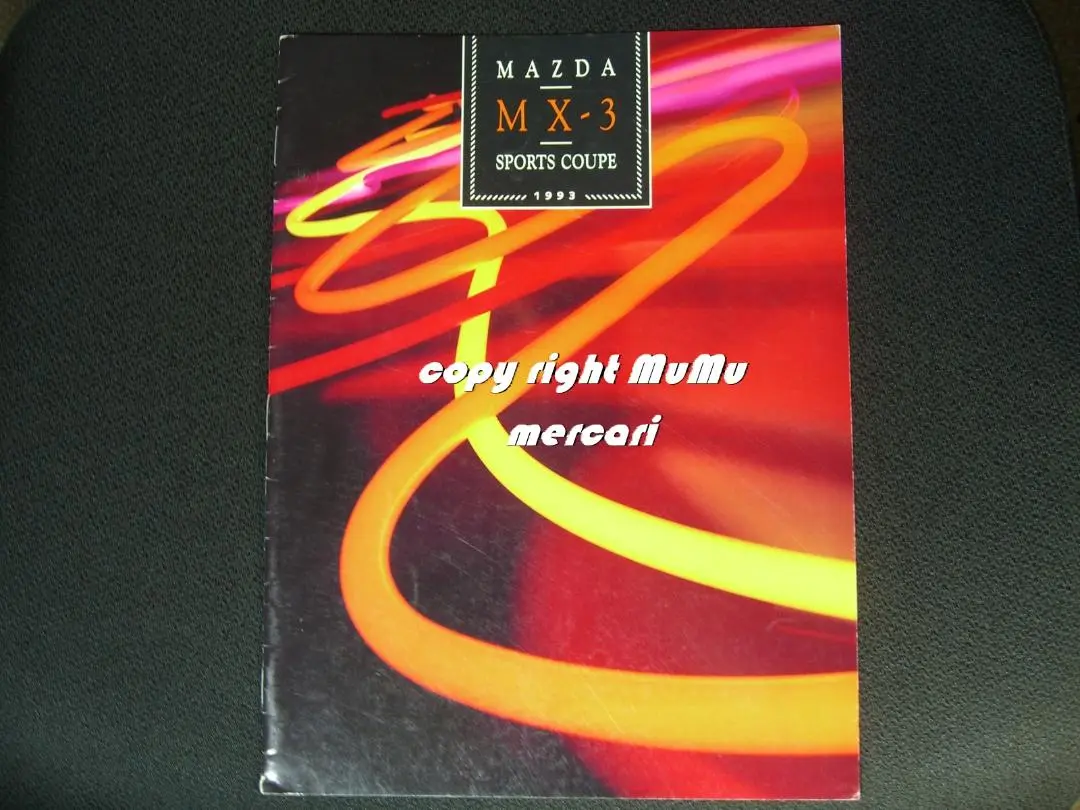 MAZDA
MX-3
SPORTS COUPE
1993
copy right MuMu
mercari